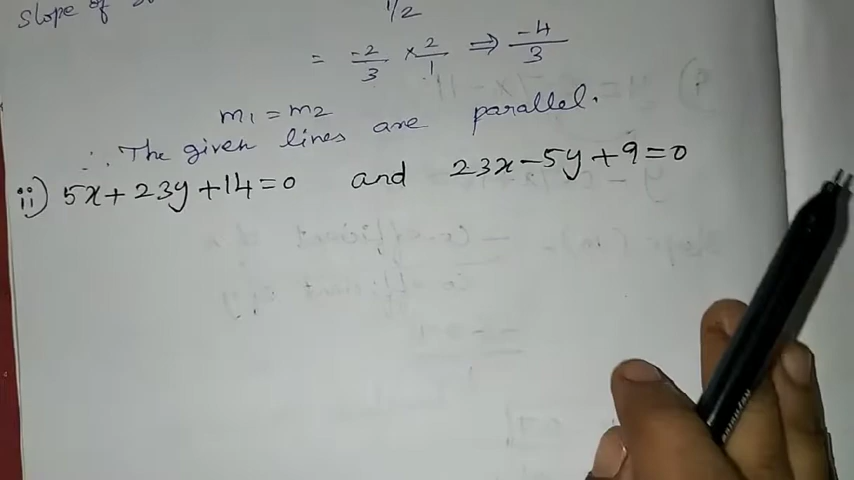 slope of
1/2
= -2/3 × 2/1 ⇒ -4/3
m₁ = m₂
∴ The given lines are parallel.
ii) 5x + 23y + 14 = 0 and 23x - 5y + 9 = 0